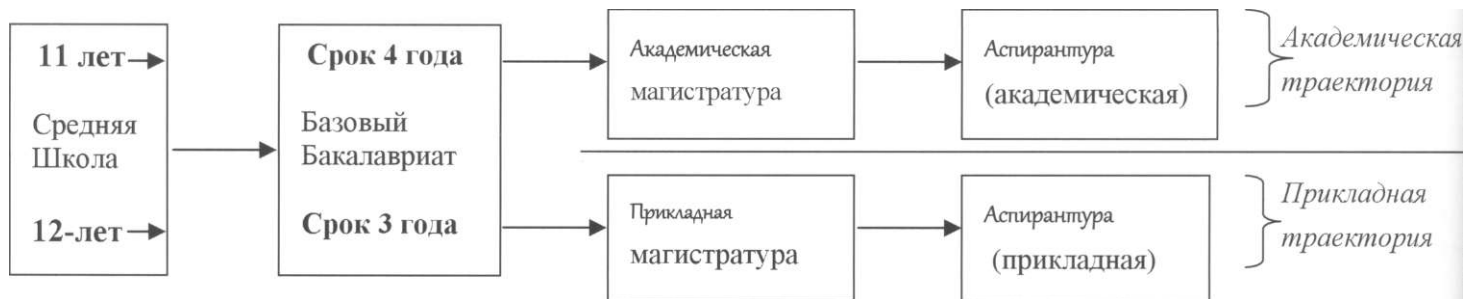 11 лет
Средняя
Школа
12-лет
Срок 4 года
Базовый
Бакалавриат
Срок 3 года
Академическая
магистратура
Аспирантура
(академическая)
Академическая
траектория
Прикладная
магистратура
Аспирантура
(прикладная)
Прикладная
траектория